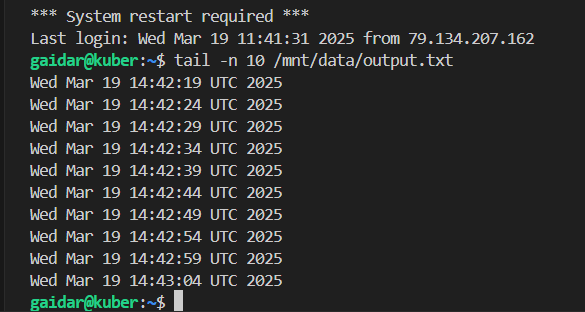 *** System restart required ***
Last login: Wed Mar 19 11:41:31 2025 from 79.134.207.162
gaidar@kuber:~$ tail -n 10 /mnt/data/output.txt
Wed Mar 19 14:42:19 UTC 2025
Wed Mar 19 14:42:24 UTC 2025
Wed Mar 19 14:42:29 UTC 2025
Wed Mar 19 14:42:34 UTC 2025
Wed Mar 19 14:42:39 UTC 2025
Wed Mar 19 14:42:44 UTC 2025
Wed Mar 19 14:42:49 UTC 2025
Wed Mar 19 14:42:54 UTC 2025
Wed Mar 19 14:42:59 UTC 2025
Wed Mar 19 14:43:04 UTC 2025
gaidar@kuber:~$